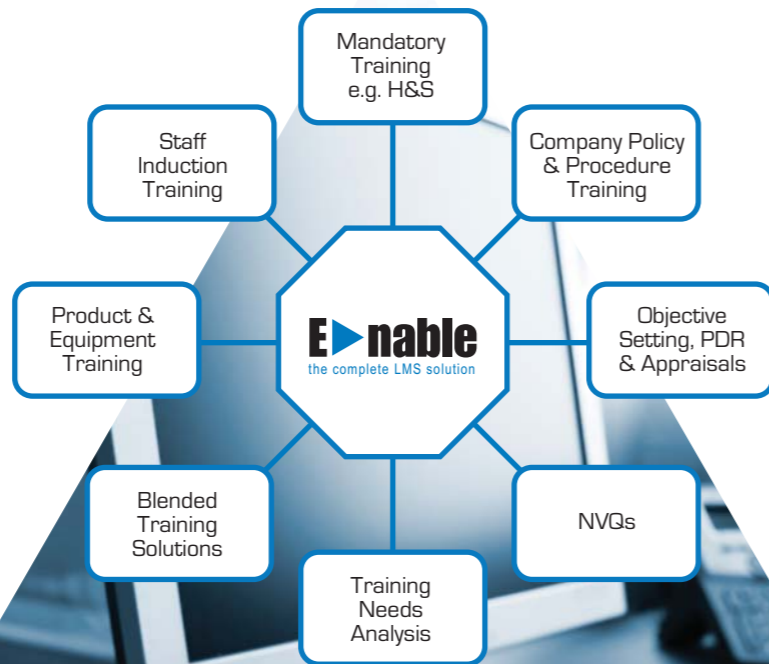 Mandatory
Training
e.g. H&S
Staff
Induction
Training
Company Policy
& Procedure
Training
Product &
Equipment
Training
E nable
the complete LMS solution
Objective
Setting, PDR
& Appraisals
Blended
Training
Solutions
NVQs
Training
Needs
Analysis